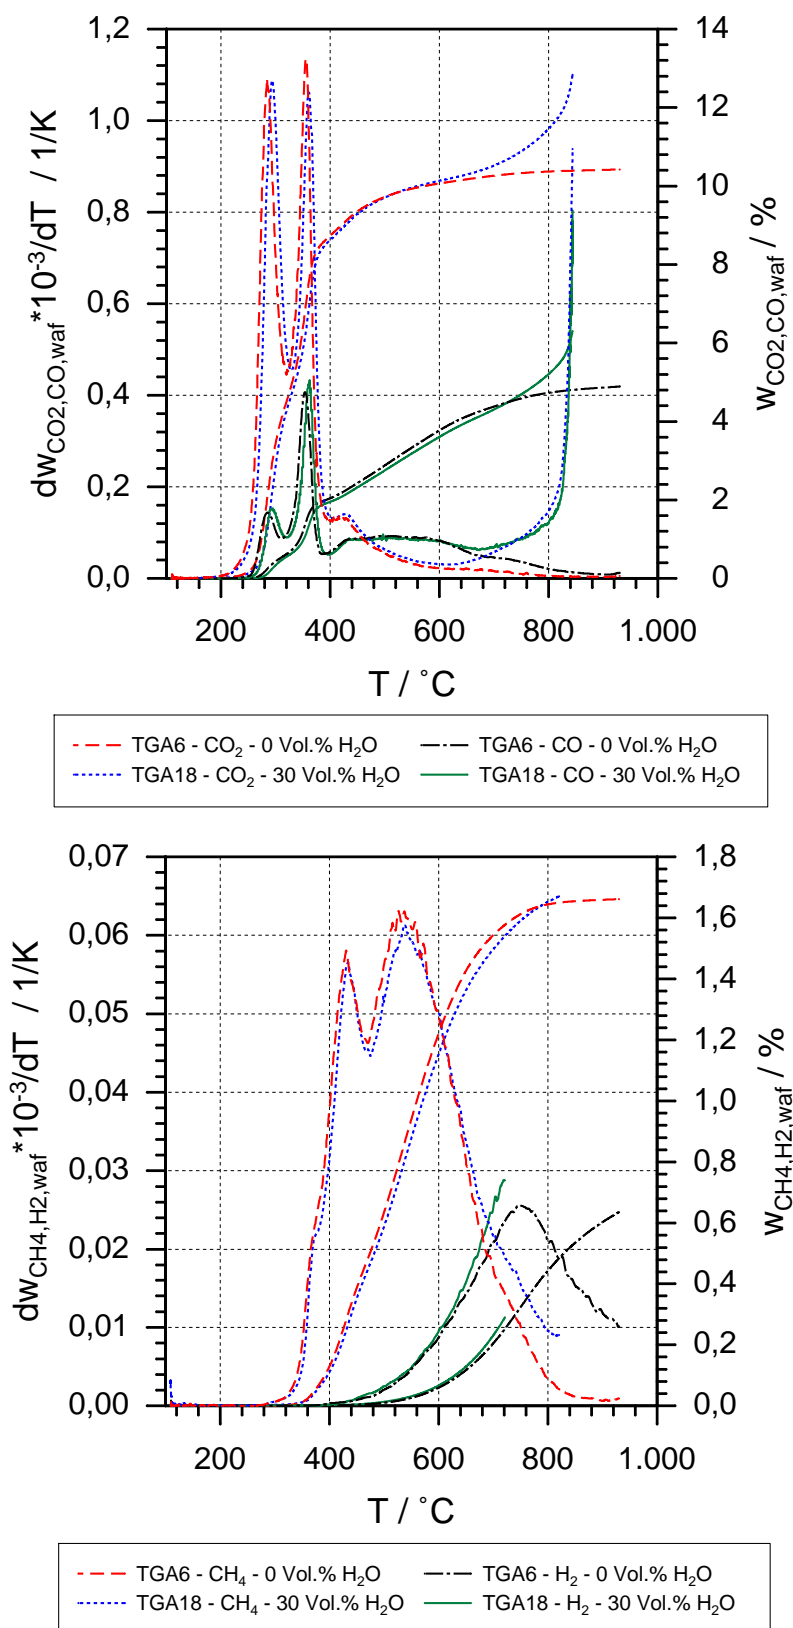 1,2
1,0
0,8
0,6
0,4
0,2
0,0
dw_CO2,CO,waf*10^-3/dT / 1/K
14
12
10
8
6
4
2
0
w_CO2,CO,waf / %
200 400 600 800 1.000
T / °C
TGA6 - CO₂ - 0 Vol.% H₂O TGA6 - CO - 0 Vol.% H₂O
TGA18 - CO₂ - 30 Vol.% H₂O TGA18 - CO - 30 Vol.% H₂O
0,07
0,06
0,05
0,04
0,03
0,02
0,01
0,00
dw_CH4,H2,waf*10^-3/dT / 1/K
1,8
1,6
1,4
1,2
1,0
0,8
0,6
0,4
0,2
0,0
w_CH4,H2,waf / %
200 400 600 800 1.000
T / °C
TGA6 - CH₄ - 0 Vol.% H₂O TGA6 - H₂ - 0 Vol.% H₂O
TGA18 - CH₄ - 30 Vol.% H₂O TGA18 - H₂ - 30 Vol.% H₂O